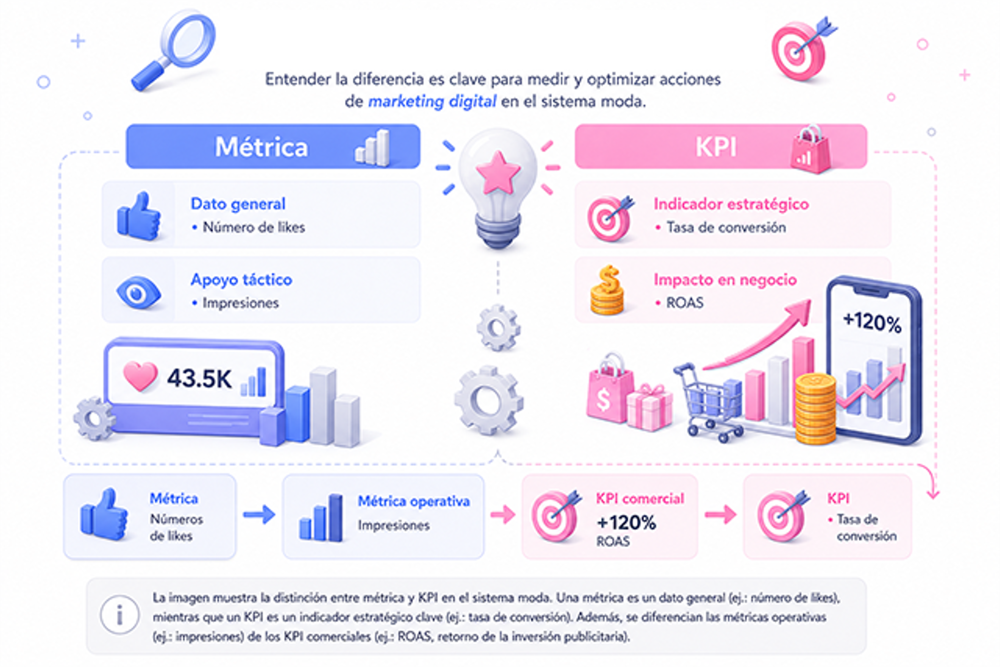 Entender la diferencia es clave para medir y optimizar acciones
de marketing digital en el sistema moda.
Métrica
Dato general
• Número de likes
Apoyo táctico
• Impresiones
43.5K
KPI
Indicador estratégico
• Tasa de conversión
Impacto en negocio
• ROAS
+120%
$
Métrica
Números
de likes
Métrica operativa
Impresiones
KPI comercial
+120%
ROAS
KPI
• Tasa de
conversión
La imagen muestra la distinción entre métrica y KPI en el sistema moda. Una métrica es un dato general (ej.: número de likes),
mientras que un KPI es un indicador estratégico clave (ej.: tasa de conversión). Además, se diferencian las métricas operativas
(ej.: impresiones) de los KPI comerciales (ej.: ROAS, retorno de la inversión publicitaria).